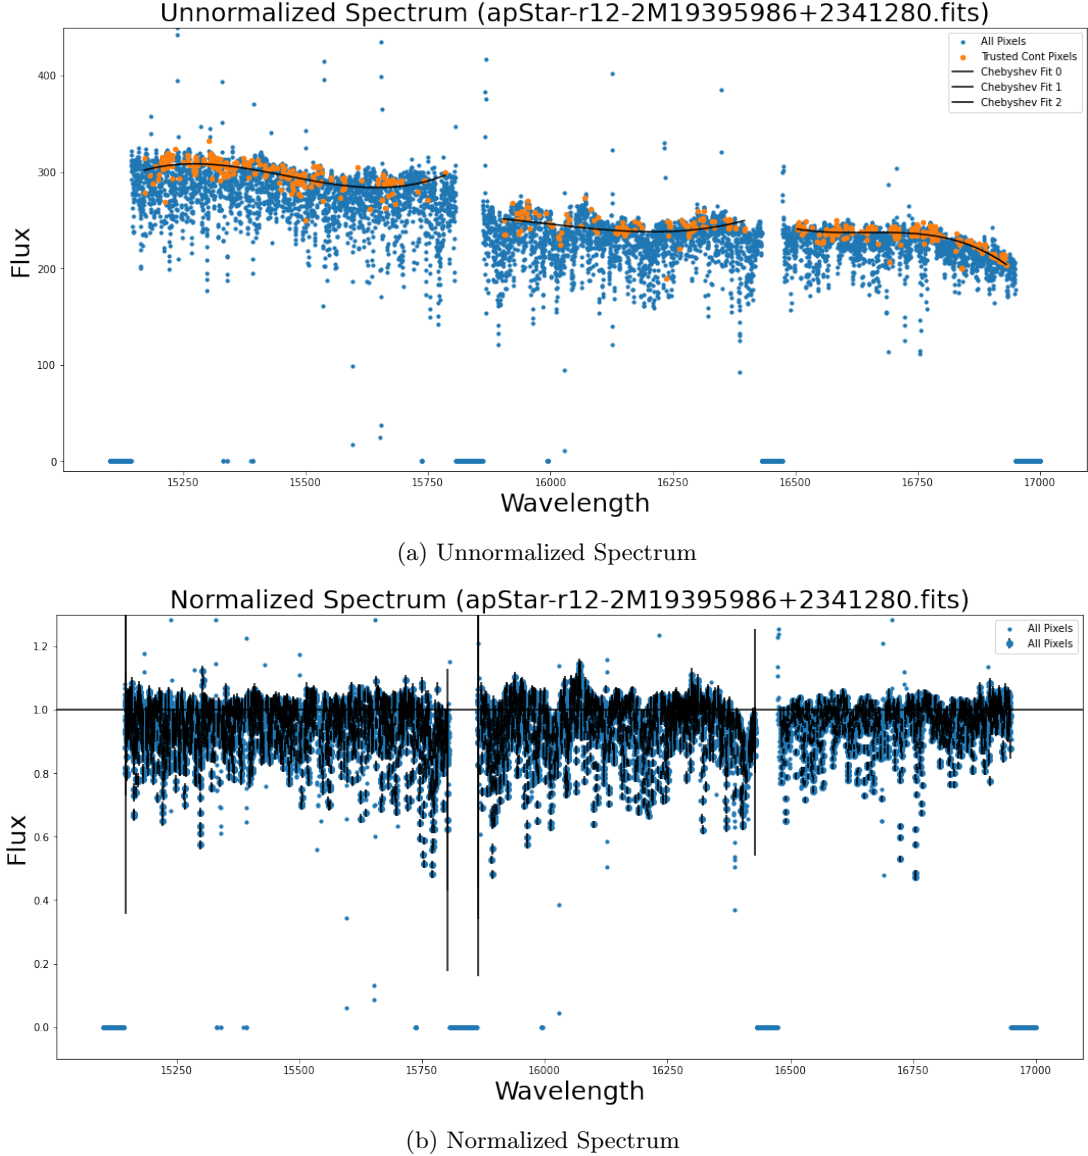 Unnormalized Spectrum (apStar-r12-2M19395986+2341280.fits)
All Pixels
Trusted Cont Pixels
Chebyshev Fit 0
Chebyshev Fit 1
Chebyshev Fit 2
400
300
200
100
0
Flux
15250 15500 15750 16000 16250 16500 16750 17000
Wavelength
(a) Unnormalized Spectrum
Normalized Spectrum (apStar-r12-2M19395986+2341280.fits)
All Pixels
All Pixels
1.2
1.0
0.8
0.6
0.4
0.2
0.0
Flux
15250 15500 15750 16000 16250 16500 16750 17000
Wavelength
(b) Normalized Spectrum